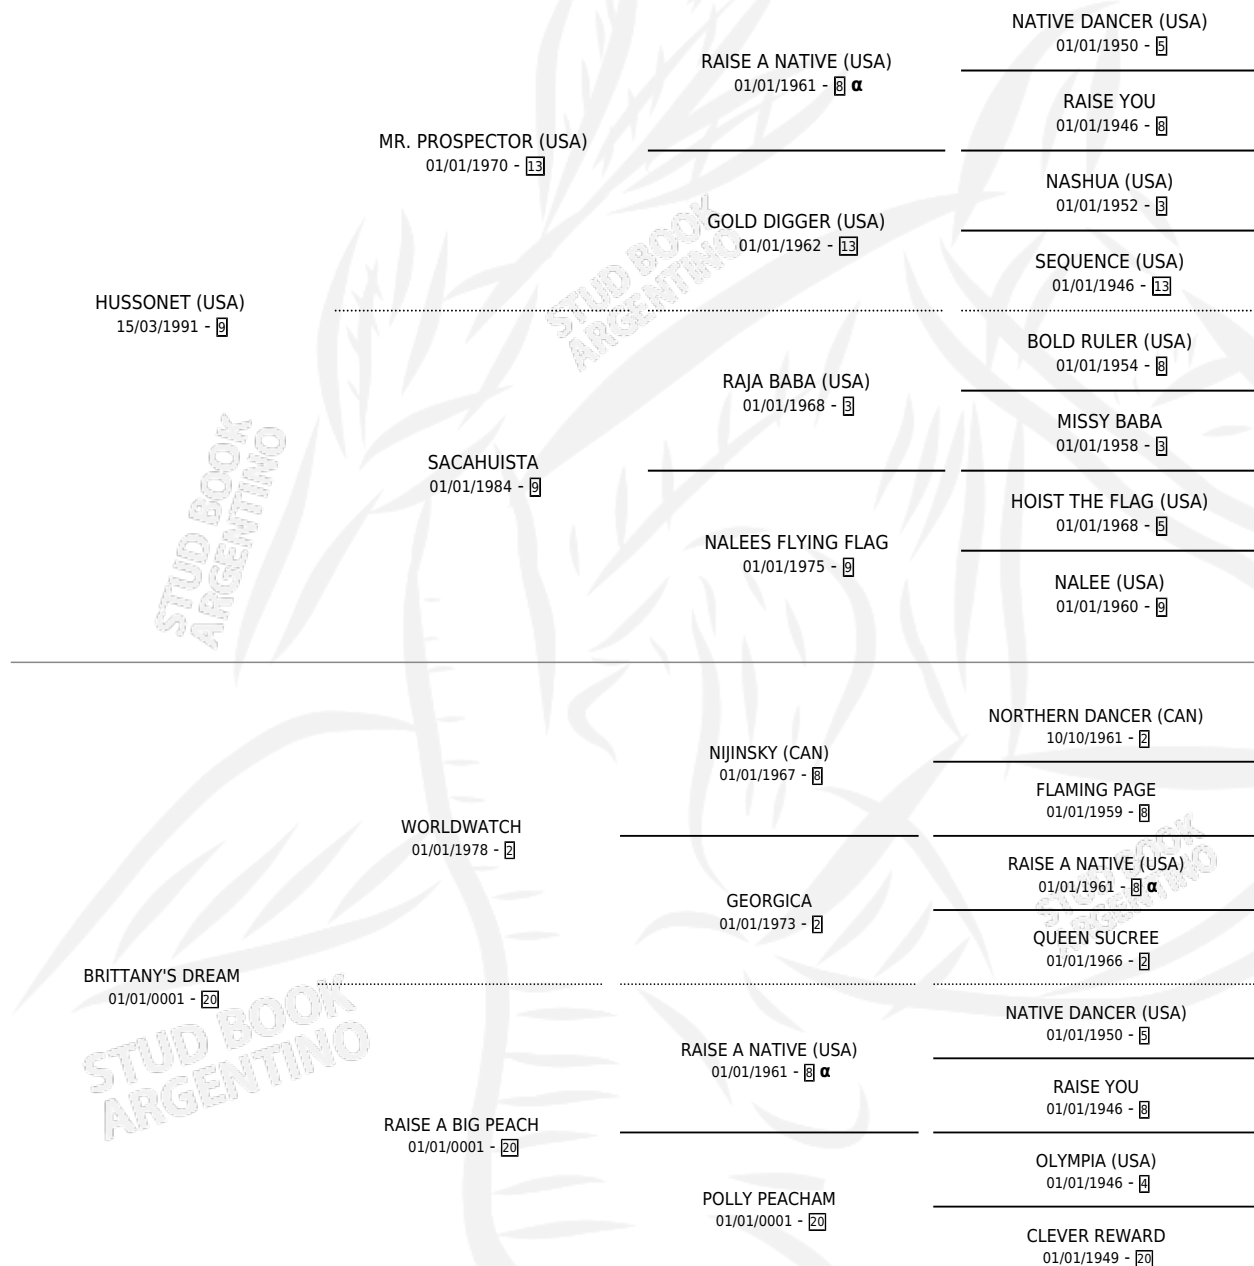 NATIVE DANCER (USA)
01/01/1950 - 5
RAISE A NATIVE (USA)
01/01/1961 - 8 α
RAISE YOU
01/01/1946 - 8
MR. PROSPECTOR (USA)
01/01/1970 - 13
NASHUA (USA)
01/01/1952 - 3
GOLD DIGGER (USA)
01/01/1962 - 13
SEQUENCE (USA)
01/01/1946 - 13
HUSSONET (USA)
15/03/1991 - 9
BOLD RULER (USA)
01/01/1954 - 8
RAJA BABA (USA)
01/01/1968 - 3
MISSY BABA
01/01/1958 - 3
SACAHUISTA
01/01/1984 - 9
HOIST THE FLAG (USA)
01/01/1968 - 5
NALEES FLYING FLAG
01/01/1975 - 9
NALEE (USA)
01/01/1960 - 9
NORTHERN DANCER (CAN)
10/10/1961 - 2
NIJINSKY (CAN)
01/01/1967 - 8
FLAMING PAGE
01/01/1959 - 8
WORLDWATCH
01/01/1978 - 2
RAISE A NATIVE (USA)
01/01/1961 - 8 α
GEORGICA
01/01/1973 - 2
QUEEN SUCREE
01/01/1966 - 2
BRITTANY'S DREAM
01/01/0001 - 20
NATIVE DANCER (USA)
01/01/1950 - 5
RAISE A NATIVE (USA)
01/01/1961 - 8 α
RAISE YOU
01/01/1946 - 8
RAISE A BIG PEACH
01/01/0001 - 20
OLYMPIA (USA)
01/01/1946 - 4
POLLY PEACHAM
01/01/0001 - 20
CLEVER REWARD
01/01/1949 - 20
STUD BOOK
ARGENTINO
STUD BOOK
ARGENTINO
STUD BOOK
ARGENTINO
STUD BOOK
ARGENTINO